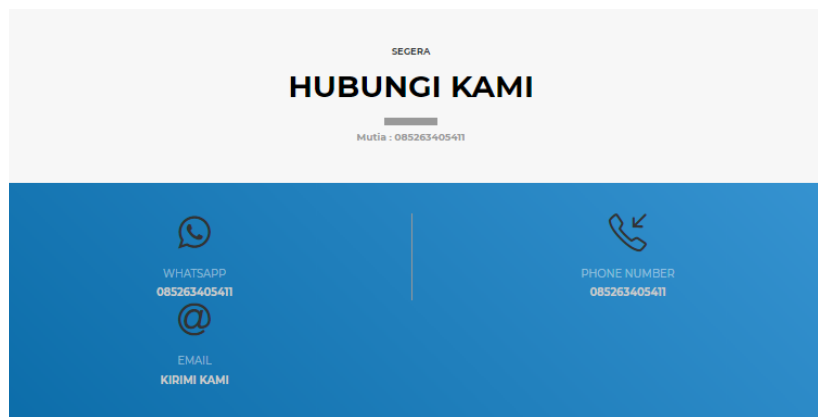 SEGERA
HUBUNGI KAMI
Mutia : 085263405411
WHATSAPP
085263405411
PHONE NUMBER
085263405411
EMAIL
KIRIMI KAMI